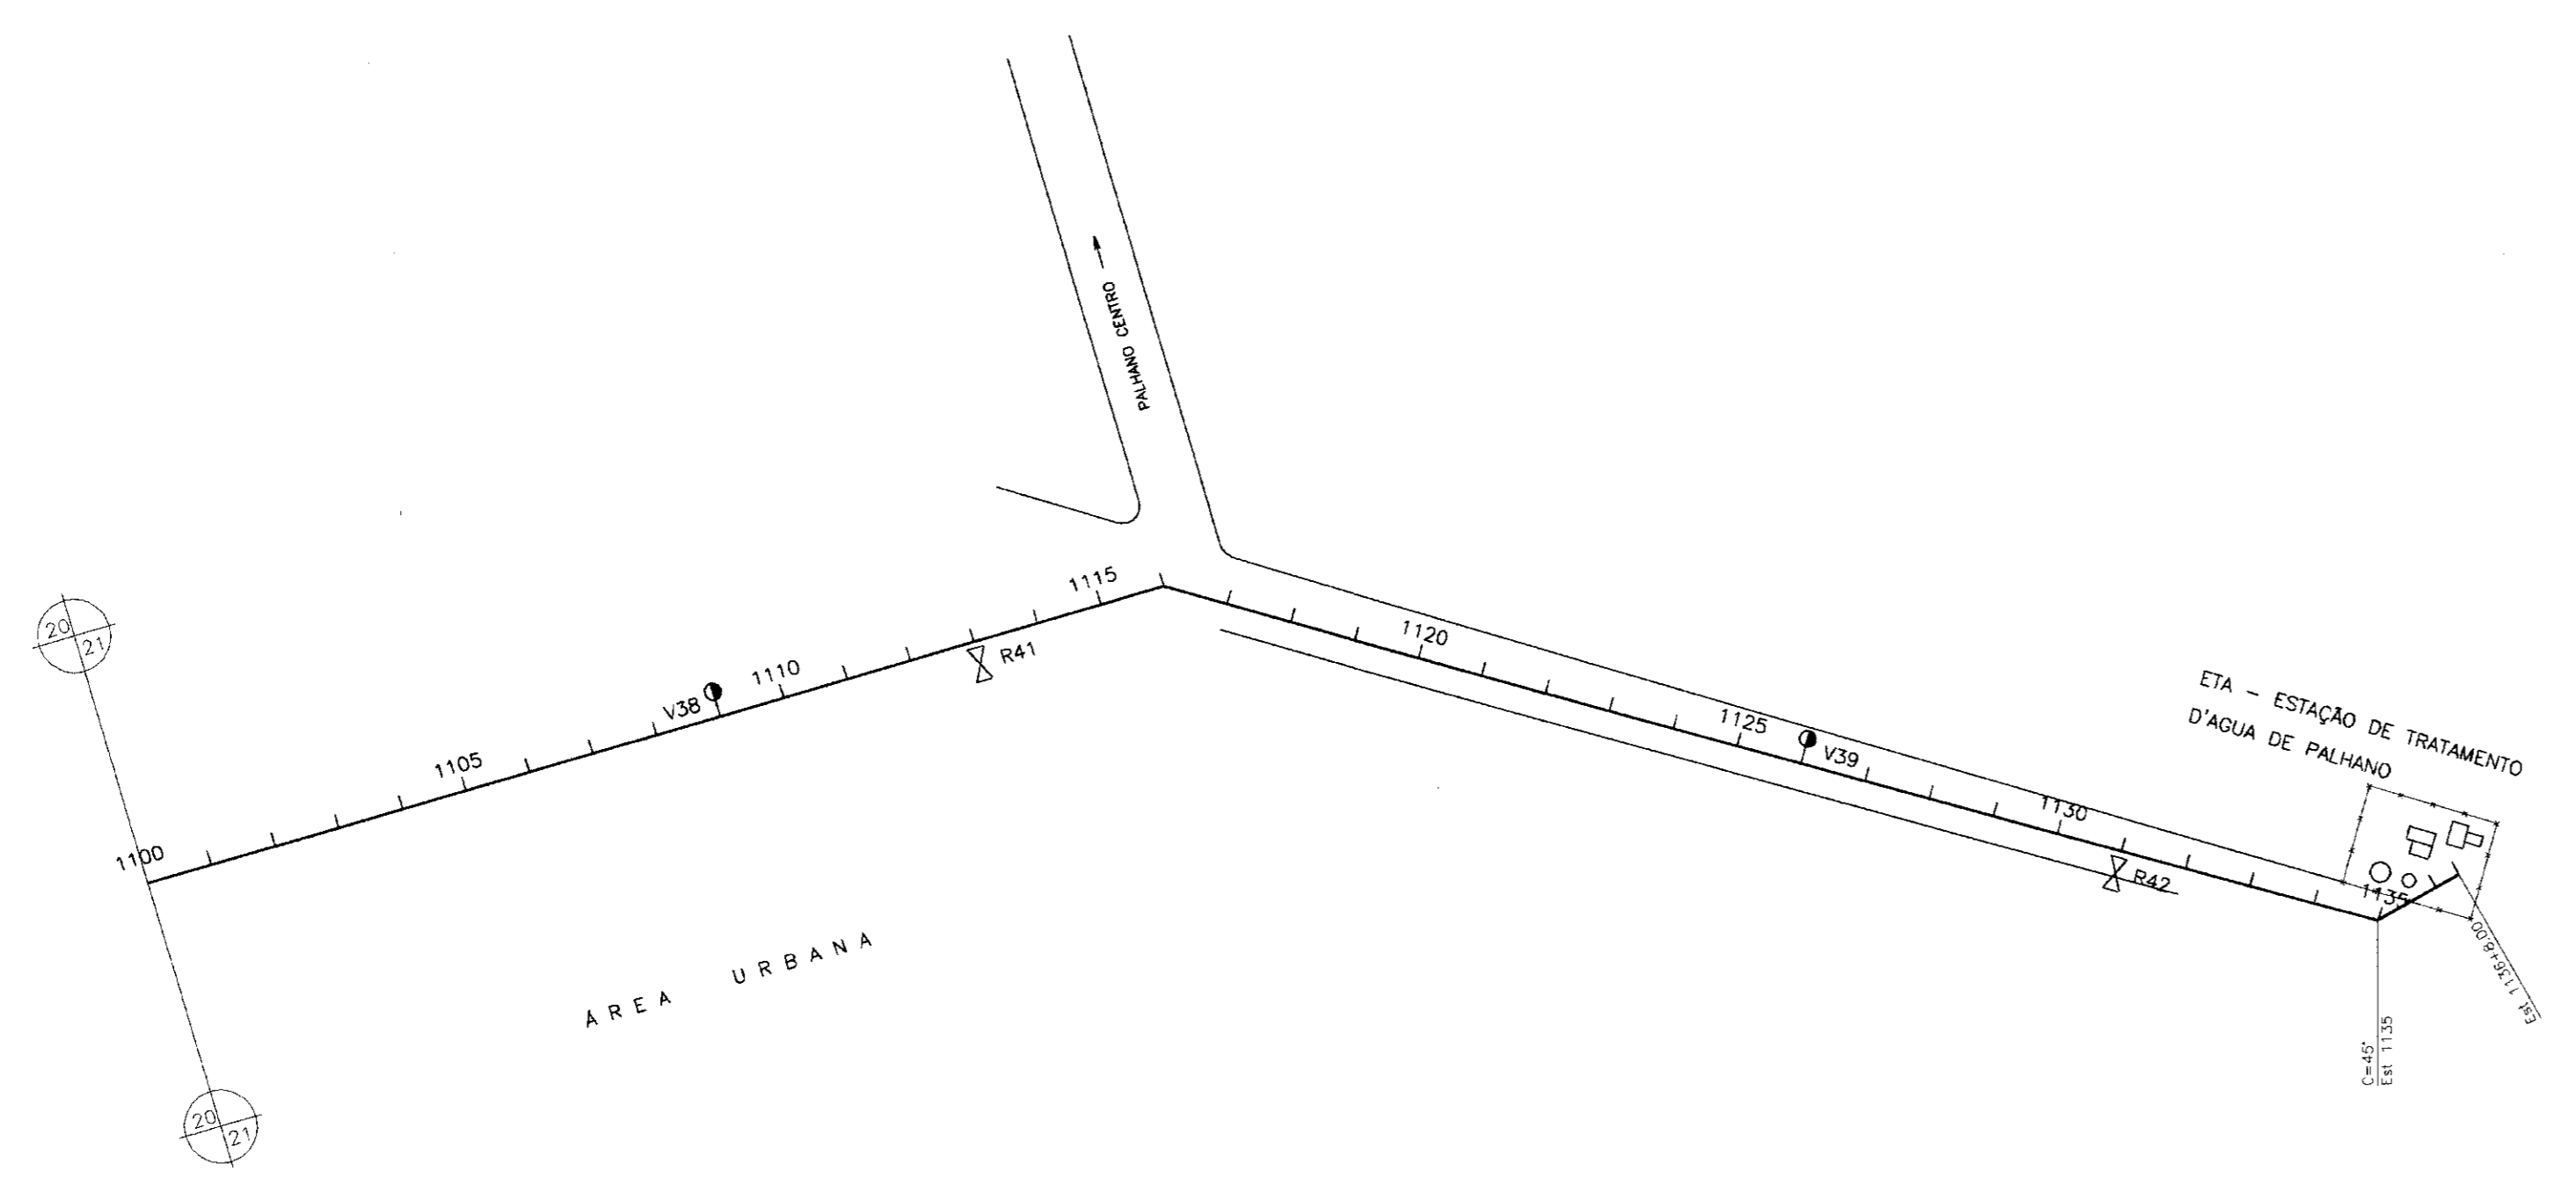 PALHANO CENTRO
20
21
1100
1105
V38
1110
R41
1115
1120
1125
V39
1130
R42
1135
ETA - ESTAÇÃO DE TRATAMENTO
D'AGUA DE PALHANO
AREA URBANA
C=45°
Est 1135
Est 1136+8.00
20
21